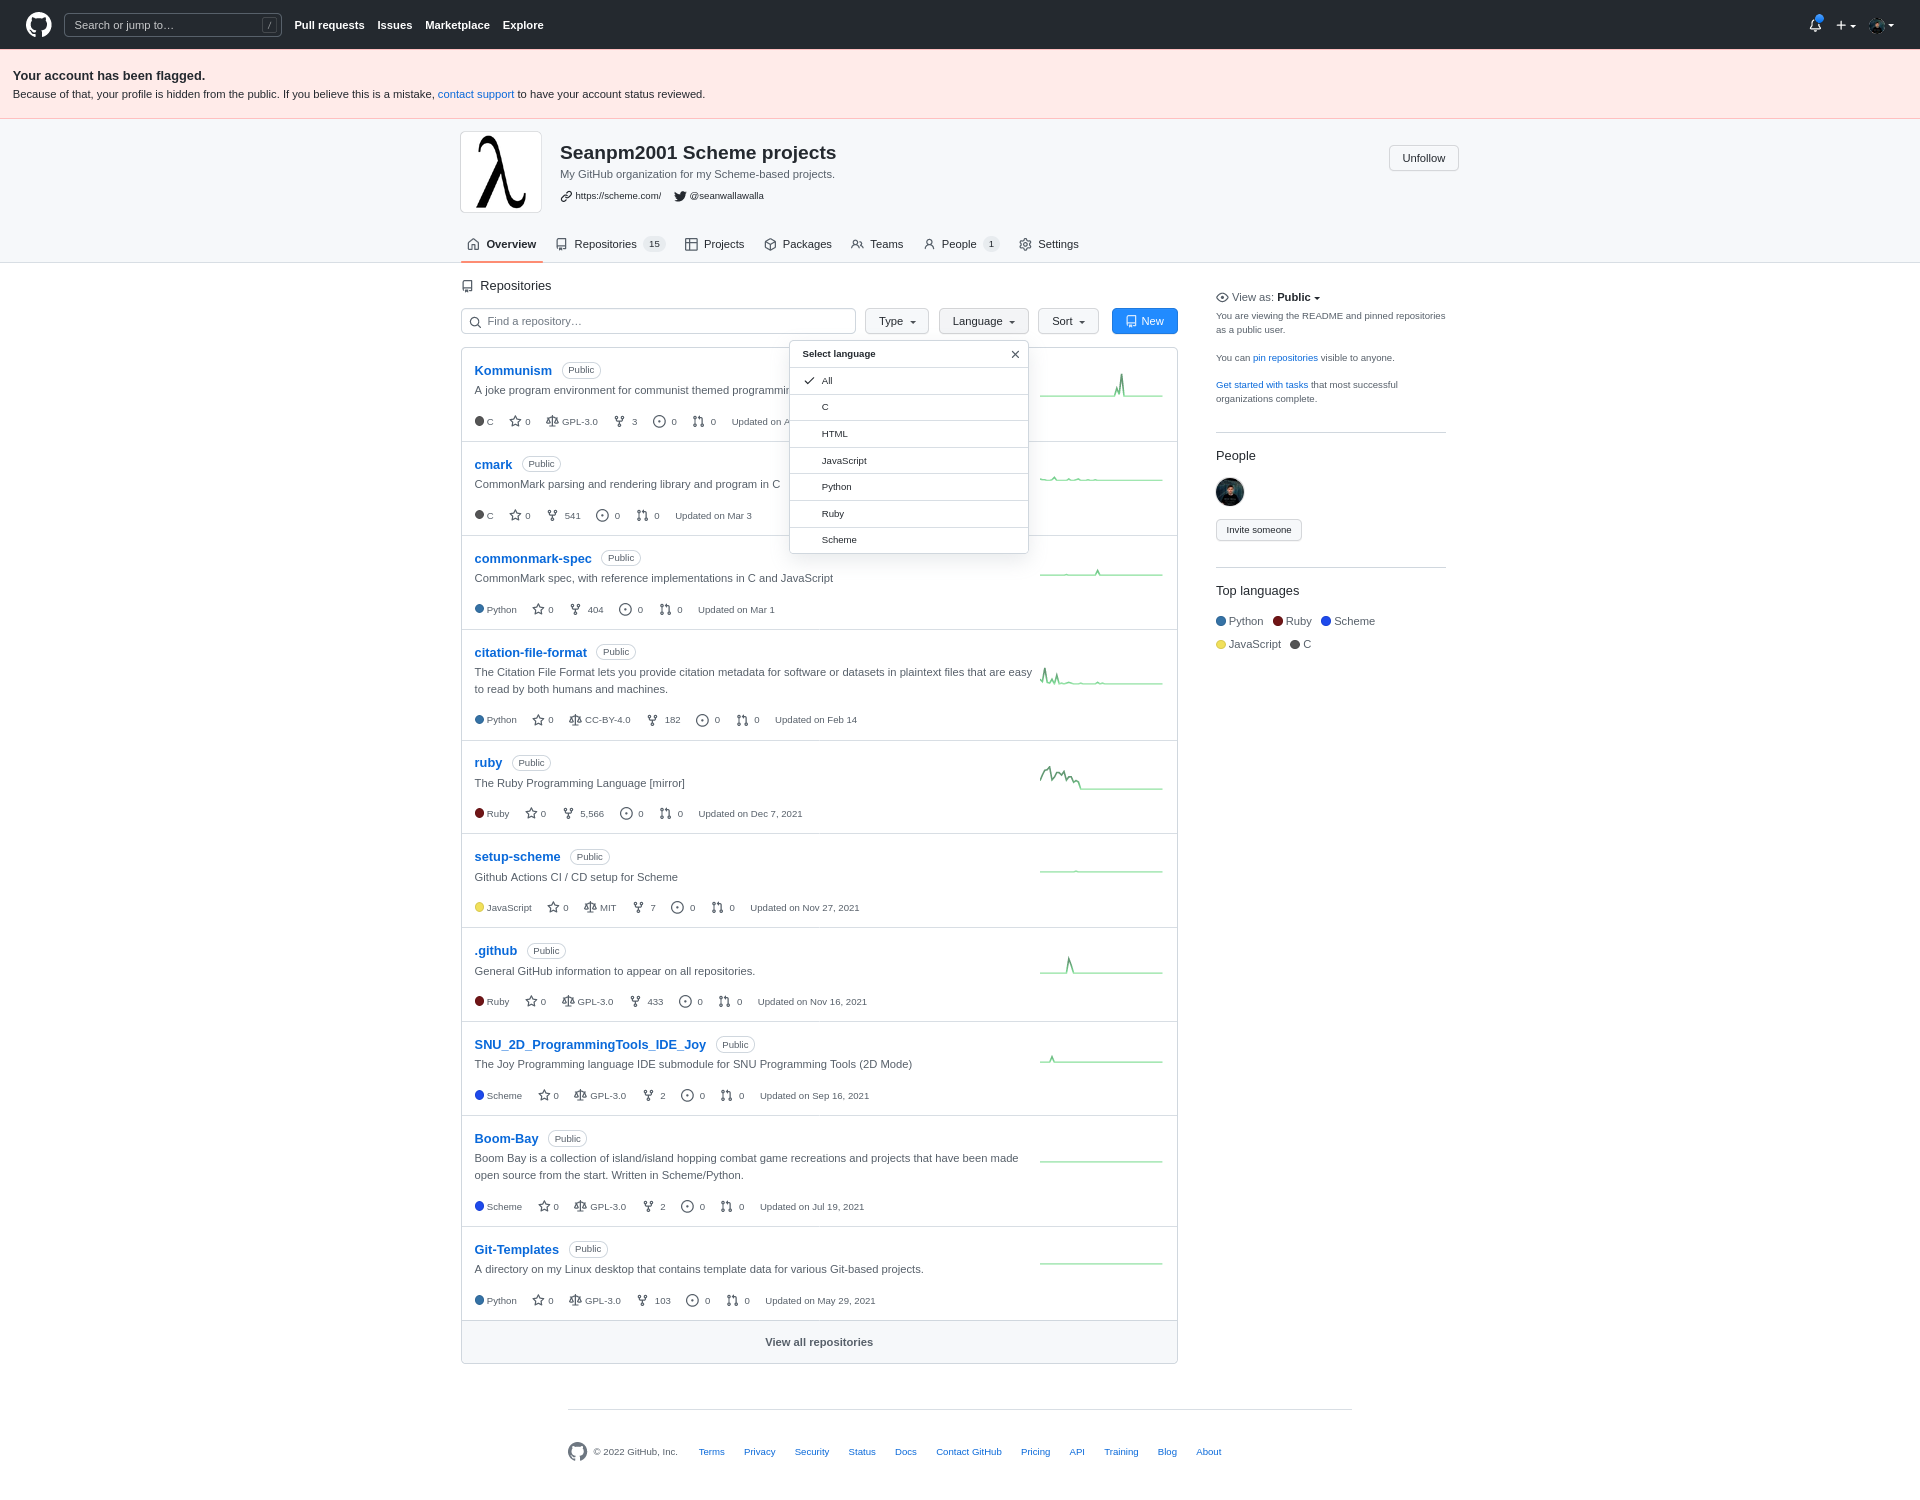 Search or jump to… /
Pull requests Issues Marketplace Explore
Your account has been flagged.
Because of that, your profile is hidden from the public. If you believe this is a mistake, contact support to have your account status reviewed.
λ
Seanpm2001 Scheme projects
My GitHub organization for my Scheme-based projects.
https://scheme.com/ @seanwallawalla
Unfollow
Overview Repositories 15 Projects Packages Teams People 1 Settings
Repositories
Find a repository…
Type Language Sort New
Select language
All
C
HTML
JavaScript
Python
Ruby
Scheme
Kommunism Public
A joke program environment for communist themed programmin
C 0 GPL-3.0 3 0 0 Updated on A
cmark Public
CommonMark parsing and rendering library and program in C
C 0 541 0 0 Updated on Mar 3
commonmark-spec Public
CommonMark spec, with reference implementations in C and JavaScript
Python 0 404 0 0 Updated on Mar 1
citation-file-format Public
The Citation File Format lets you provide citation metadata for software or datasets in plaintext files that are easy
to read by both humans and machines.
Python 0 CC-BY-4.0 182 0 0 Updated on Feb 14
ruby Public
The Ruby Programming Language [mirror]
Ruby 0 5,566 0 0 Updated on Dec 7, 2021
setup-scheme Public
Github Actions CI / CD setup for Scheme
JavaScript 0 MIT 7 0 0 Updated on Nov 27, 2021
.github Public
General GitHub information to appear on all repositories.
Ruby 0 GPL-3.0 433 0 0 Updated on Nov 16, 2021
SNU_2D_ProgrammingTools_IDE_Joy Public
The Joy Programming language IDE submodule for SNU Programming Tools (2D Mode)
Scheme 0 GPL-3.0 2 0 0 Updated on Sep 16, 2021
Boom-Bay Public
Boom Bay is a collection of island/island hopping combat game recreations and projects that have been made
open source from the start. Written in Scheme/Python.
Scheme 0 GPL-3.0 2 0 0 Updated on Jul 19, 2021
Git-Templates Public
A directory on my Linux desktop that contains template data for various Git-based projects.
Python 0 GPL-3.0 103 0 0 Updated on May 29, 2021
View all repositories
View as: Public
You are viewing the README and pinned repositories
as a public user.
You can pin repositories visible to anyone.
Get started with tasks that most successful
organizations complete.
People
Invite someone
Top languages
Python Ruby Scheme
JavaScript C
© 2022 GitHub, Inc. Terms Privacy Security Status Docs Contact GitHub Pricing API Training Blog About